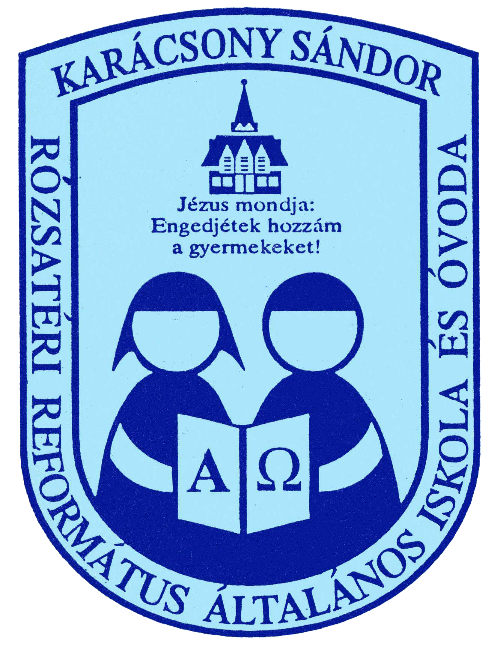 KARÁCSONY SÁNDOR
RÓZSATÉRI REFORMÁTUS ÁLTALÁNOS ISKOLA ÉS ÓVODA
Jézus mondja:
Engedjétek hozzám
a gyermekeket!
Α Ω